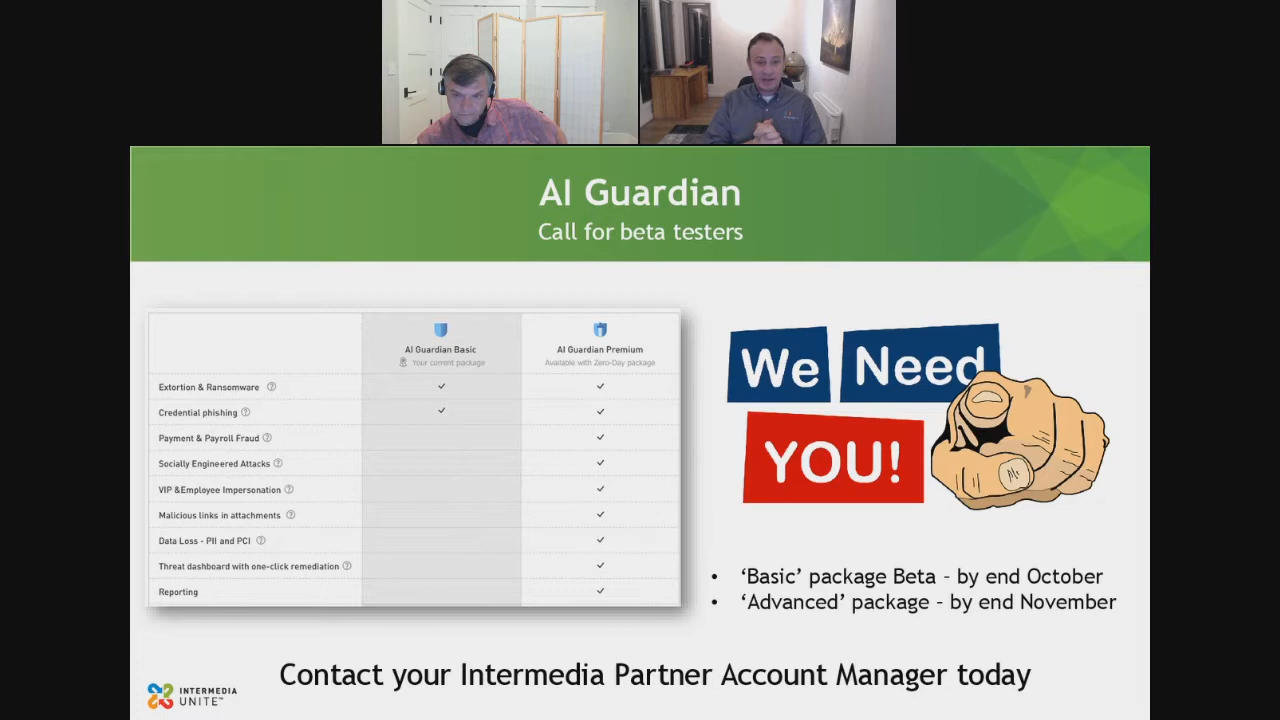 AI Guardian
Call for beta testers
AI Guardian Basic
Your current package
AI Guardian Premium
Available with Zero-Day package
Extortion & Ransomware ?
Credential phishing ?
Payment & Payroll Fraud ?
Socially Engineered Attacks ?
VIP &Employee Impersonation ?
Malicious links in attachments ?
Data Loss - PII and PCI ?
Threat dashboard with one-click remediation ?
Reporting
We Need
YOU!
• ‘Basic’ package Beta – by end October
• ‘Advanced’ package – by end November
Contact your Intermedia Partner Account Manager today
INTERMEDIA
UNITE™